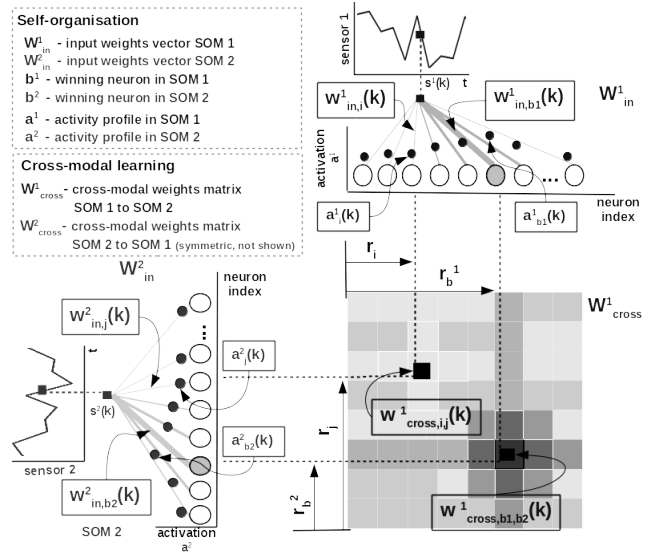 Self-organisation
W¹in - input weights vector SOM 1
W²in - input weights vector SOM 2
b¹ - winning neuron in SOM 1
b² - winning neuron in SOM 2
a¹ - activity profile in SOM 1
a² - activity profile in SOM 2
Cross-modal learning
W¹cross - cross-modal weights matrix
SOM 1 to SOM 2
W²cross - cross-modal weights matrix
SOM 2 to SOM 1 (symmetric, not shown)
sensor 1
s¹(k) t
w¹in,i(k)
w¹in,b1(k)
W¹in
activation
a¹
...
neuron
index
a¹i(k)
a¹b1(k)
ri
rb¹
W²in
neuron
index
W¹cross
w²in,j(k)
...
t
a²j(k)
s²(k)
w¹cross,i,j(k)
rj
a²b2(k)
sensor 2
w²in,b2(k)
rb²
w¹cross,b1,b2(k)
SOM 2
activation
a²